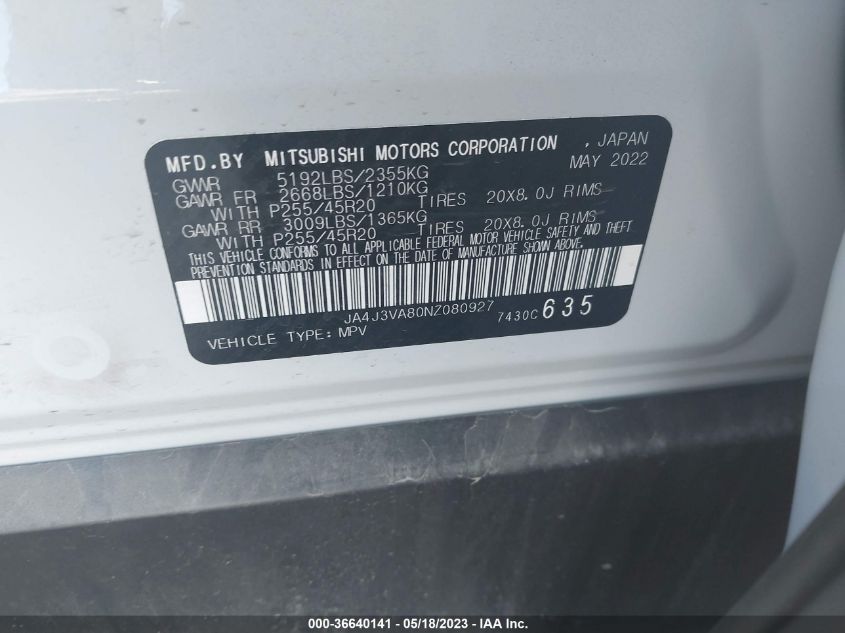 MFD.BY MITSUBISHI MOTORS CORPORATION , JAPAN
GVWR 5192LBS/2355KG MAY 2022
GAWR FR 2668LBS/1210KG
WITH P255/45R20 TIRES 20X8.0J RIMS
GAWR RR 3009LBS/1365KG
WITH P255/45R20 TIRES 20X8.0J RIMS
THIS VEHICLE CONFORMS TO ALL APPLICABLE FEDERAL MOTOR VEHICLE SAFETY AND THEFT
PREVENTION STANDARDS IN EFFECT ON THE DATE OF MANUFACTURE SHOWN ABOVE.
JA4J3VA80NZ080927 7430C 635
VEHICLE TYPE: MPV
000-36640141 - 05/18/2023 - IAA Inc.